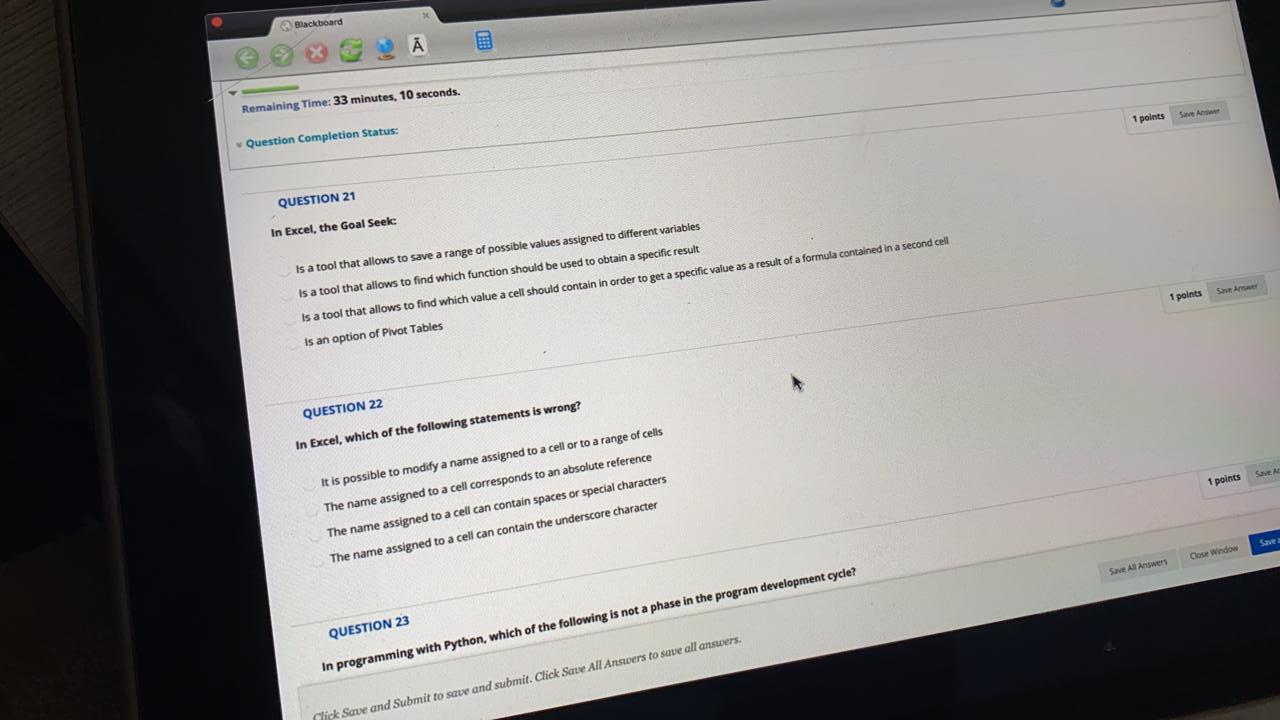 Blackboard
Ā
Remaining Time: 33 minutes, 10 seconds.
Question Completion Status:
1 points Save Answer
QUESTION 21
In Excel, the Goal Seek:
Is a tool that allows to save a range of possible values assigned to different variables
Is a tool that allows to find which function should be used to obtain a specific result
Is a tool that allows to find which value a cell should contain in order to get a specific value as a result of a formula contained in a second cell
Is an option of Pivot Tables
1 points Save Answer
QUESTION 22
In Excel, which of the following statements is wrong?
It is possible to modify a name assigned to a cell or to a range of cells
The name assigned to a cell corresponds to an absolute reference
The name assigned to a cell can contain spaces or special characters
The name assigned to a cell can contain the underscore character
1 points Save
QUESTION 23
In programming with Python, which of the following is not a phase in the program development cycle?
Click Save and Submit to save and submit. Click Save All Answers to save all answers.
Save All Answers Close Window Save